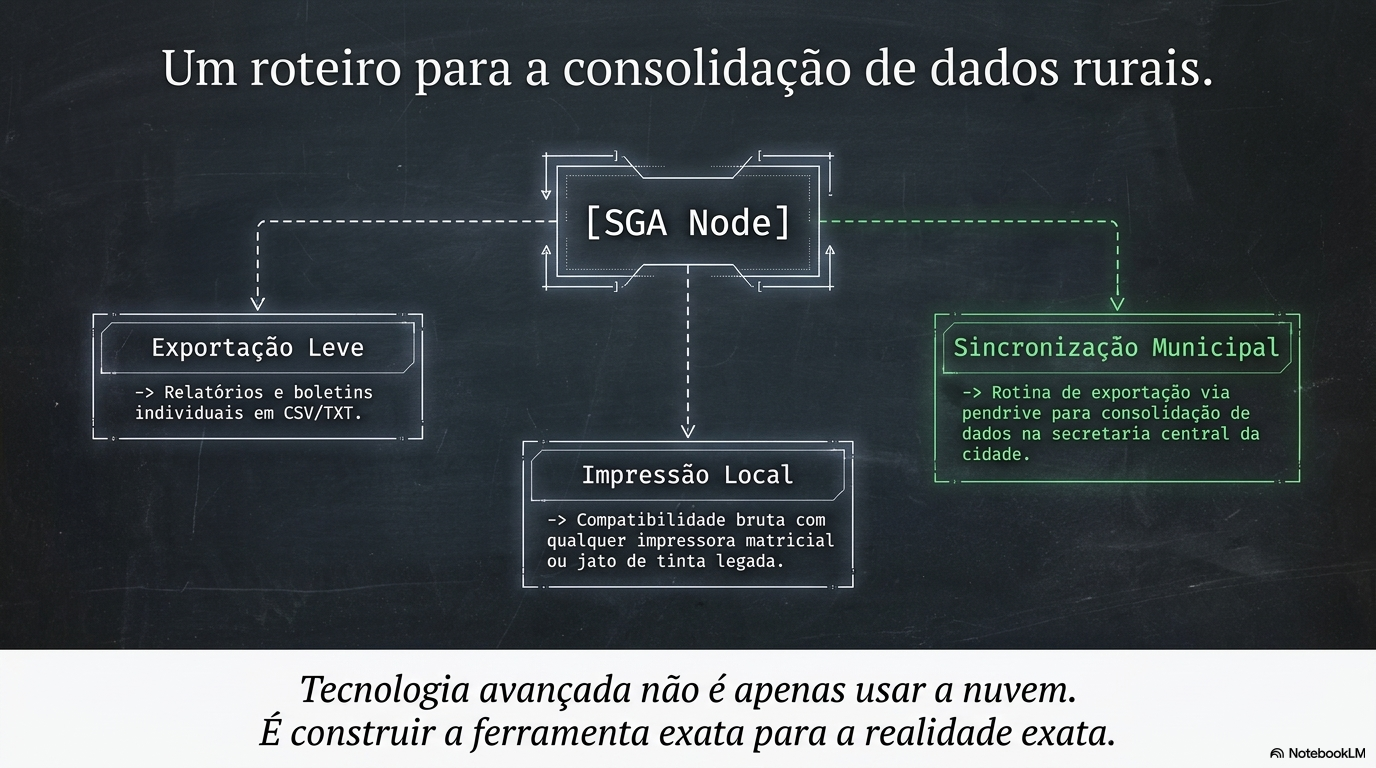 Um roteiro para a consolidação de dados rurais.
[SGA Node]
Exportação Leve
-> Relatórios e boletins
individuais em CSV/TXT.
Impressão Local
-> Compatibilidade bruta com
qualquer impressora matricial
ou jato de tinta legada.
Sincronização Municipal
-> Rotina de exportação via
pendrive para consolidação de
dados na secretaria central da
cidade.
Tecnologia avançada não é apenas usar a nuvem.
É construir a ferramenta exata para a realidade exata.
NotebookLM